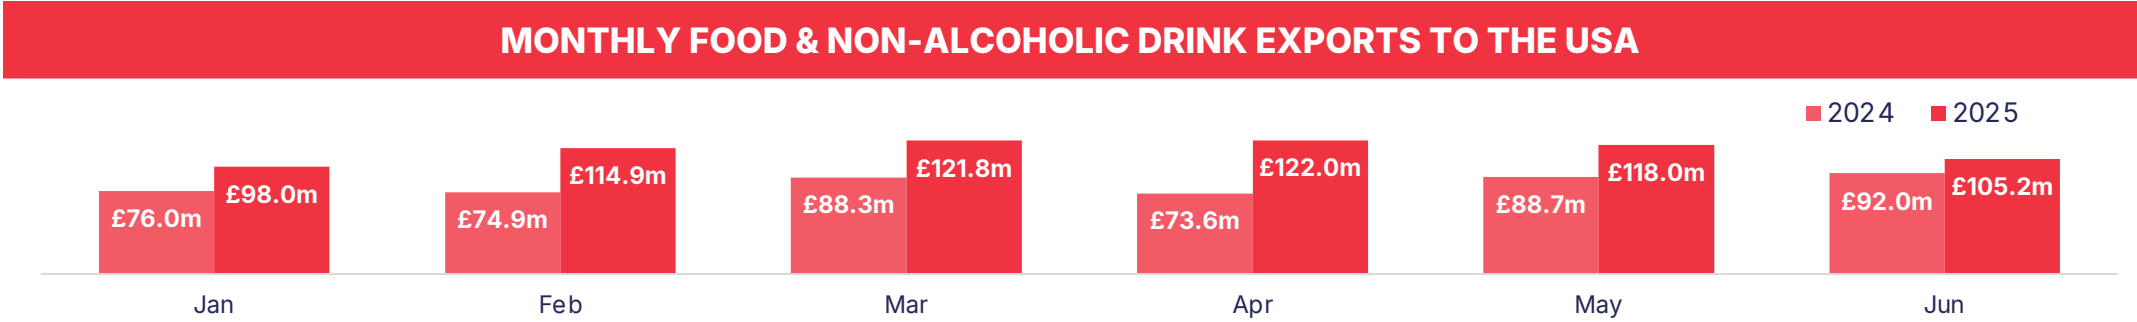 MONTHLY FOOD & NON-ALCOHOLIC DRINK EXPORTS TO THE USA
2024 2025
£76.0m £98.0m £74.9m £114.9m £88.3m £121.8m £73.6m £122.0m £88.7m £118.0m £92.0m £105.2m
Jan Feb Mar Apr May Jun